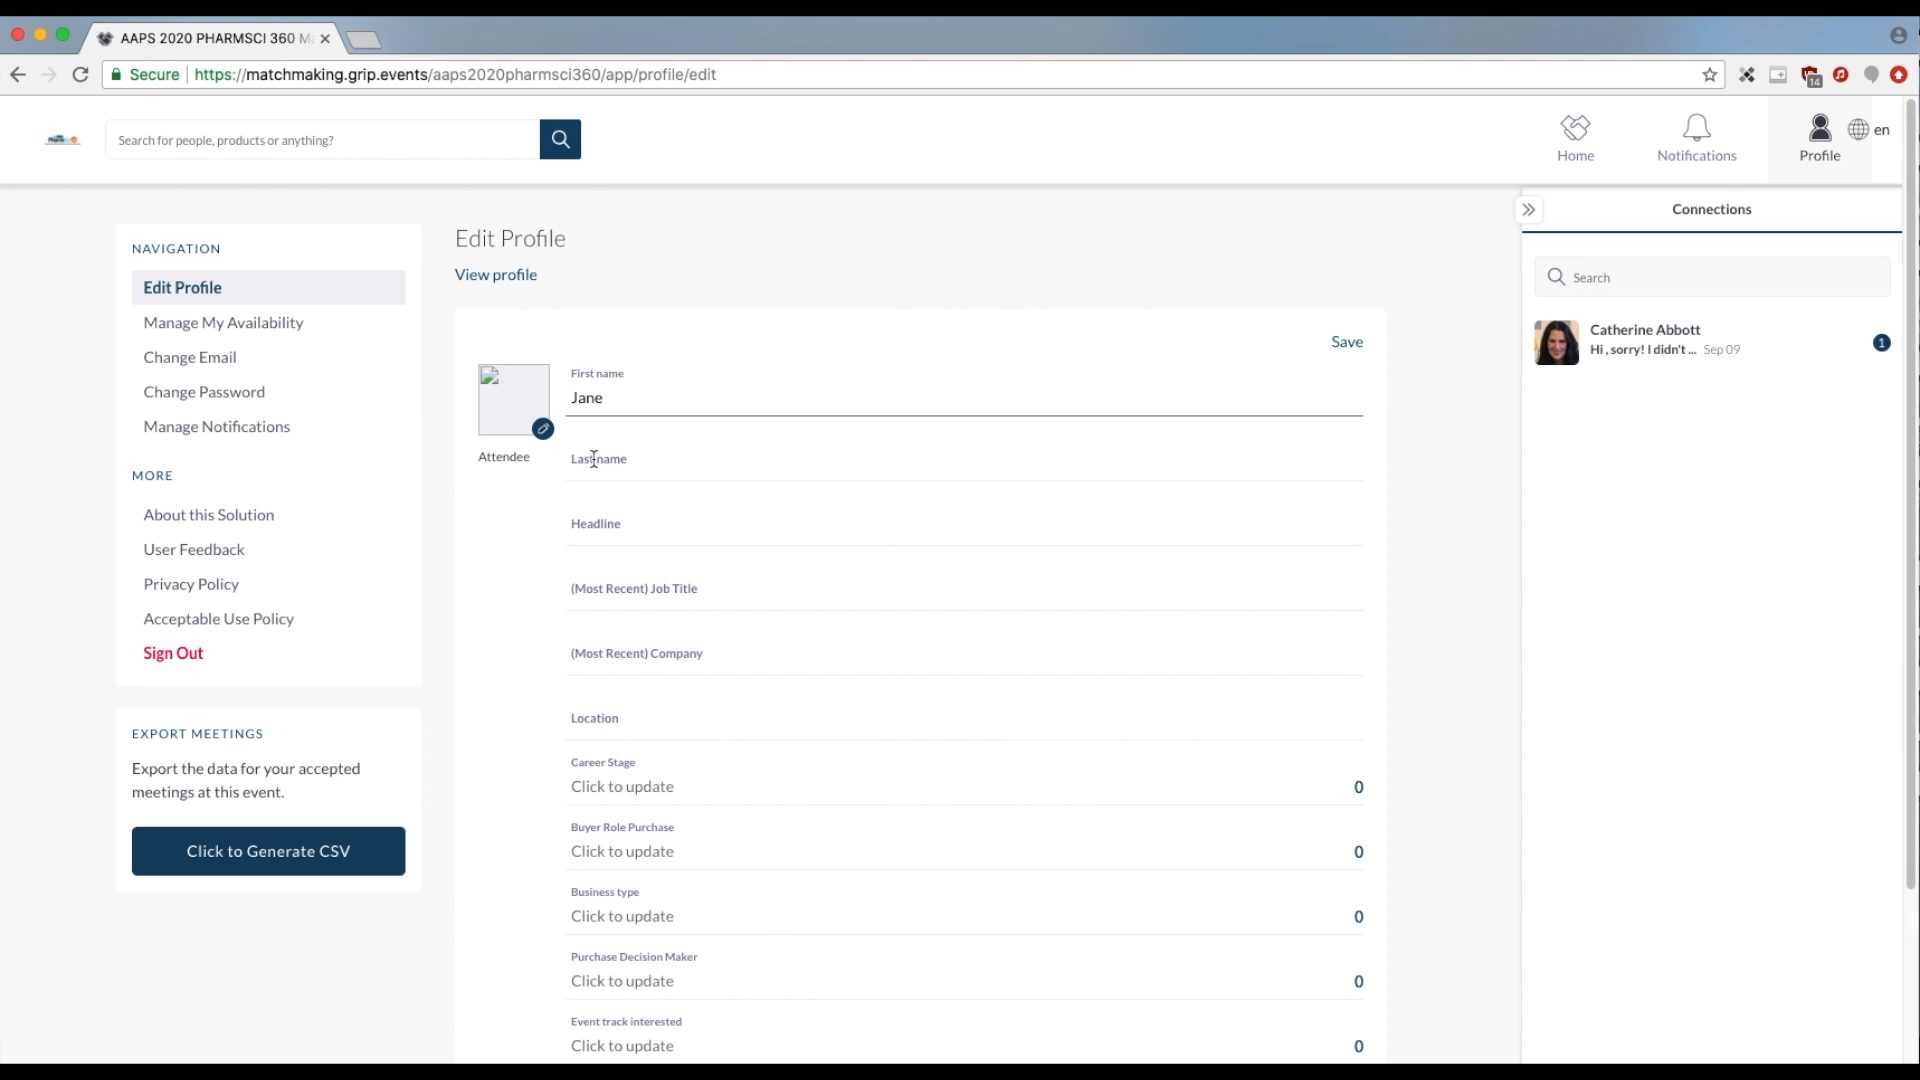 AAPS 2020 PHARMSCI 360 M
Secure https://matchmaking.grip.events/aaps2020pharmsci360/app/profile/edit
14
Search for people, products or anything?
Home
Notifications
Profile
en
NAVIGATION
Edit Profile
Manage My Availability
Change Email
Change Password
Manage Notifications
MORE
About this Solution
User Feedback
Privacy Policy
Acceptable Use Policy
Sign Out
EXPORT MEETINGS
Export the data for your accepted
meetings at this event.
Click to Generate CSV
Edit Profile
View profile
Save
Attendee
First name
Jane
Last name
Headline
(Most Recent) Job Title
(Most Recent) Company
Location
Career Stage
Click to update 0
Buyer Role Purchase
Click to update 0
Business type
Click to update 0
Purchase Decision Maker
Click to update 0
Event track interested
Click to update 0
Connections
Search
Catherine Abbott
Hi , sorry! I didn't ... Sep 09
1